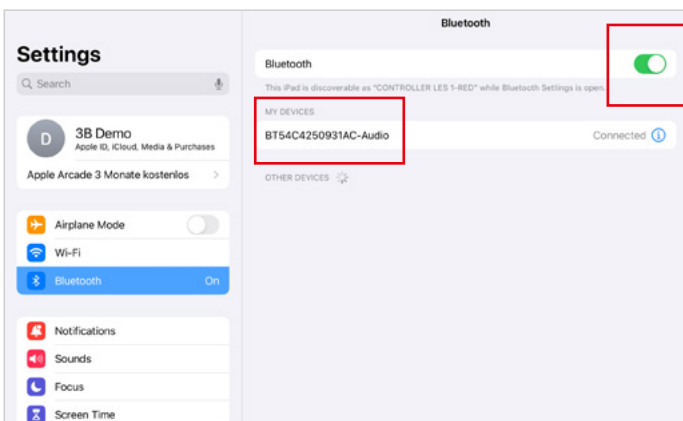 Settings
Search
D
3B Demo
Apple ID, iCloud, Media & Purchases
Apple Arcade 3 Monate kostenlos
Airplane Mode
Wi-Fi
Bluetooth On
Notifications
Sounds
Focus
Screen Time
Bluetooth
Bluetooth
This iPad is discoverable as "CONTROLLER LES 1-RED" while Bluetooth Settings is open.
MY DEVICES
BT54C4250931AC-Audio Connected
OTHER DEVICES